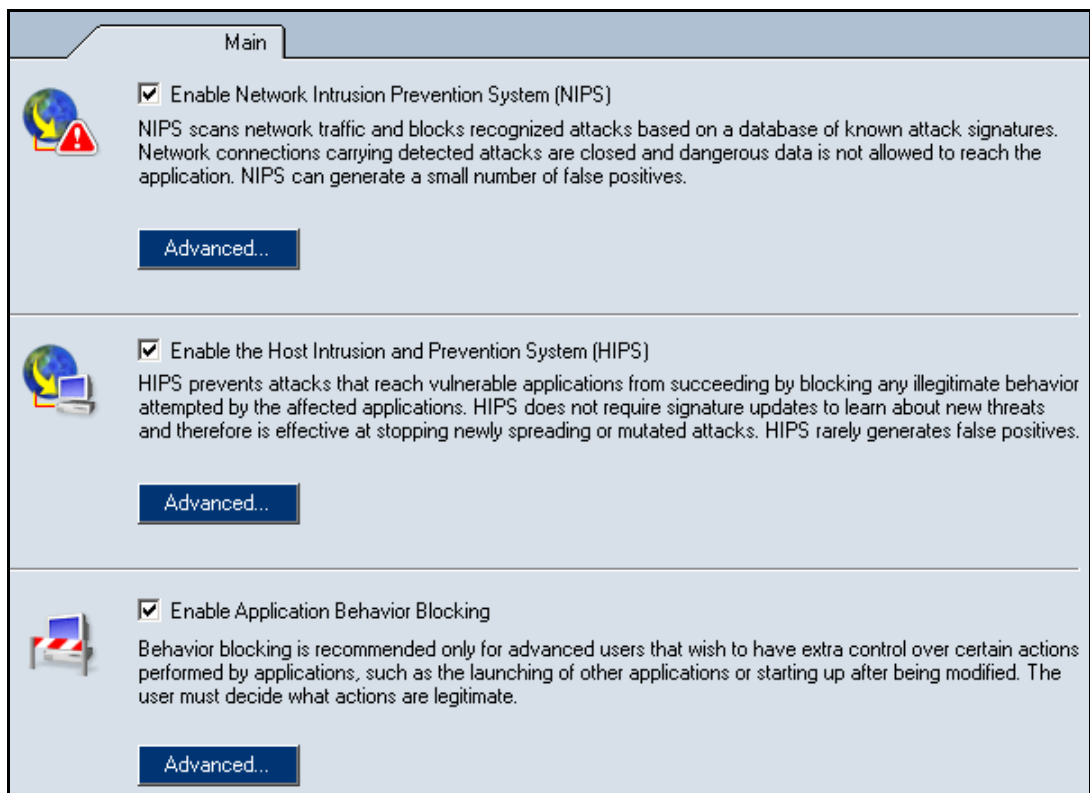 Main
Enable Network Intrusion Prevention System (NIPS)
NIPS scans network traffic and blocks recognized attacks based on a database of known attack signatures.
Network connections carrying detected attacks are closed and dangerous data is not allowed to reach the
application. NIPS can generate a small number of false positives.
Advanced...
Enable the Host Intrusion and Prevention System (HIPS)
HIPS prevents attacks that reach vulnerable applications from succeeding by blocking any illegitimate behavior
attempted by the affected applications. HIPS does not require signature updates to learn about new threats
and therefore is effective at stopping newly spreading or mutated attacks. HIPS rarely generates false positives.
Advanced...
Enable Application Behavior Blocking
Behavior blocking is recommended only for advanced users that wish to have extra control over certain actions
performed by applications, such as the launching of other applications or starting up after being modified. The
user must decide what actions are legitimate.
Advanced...